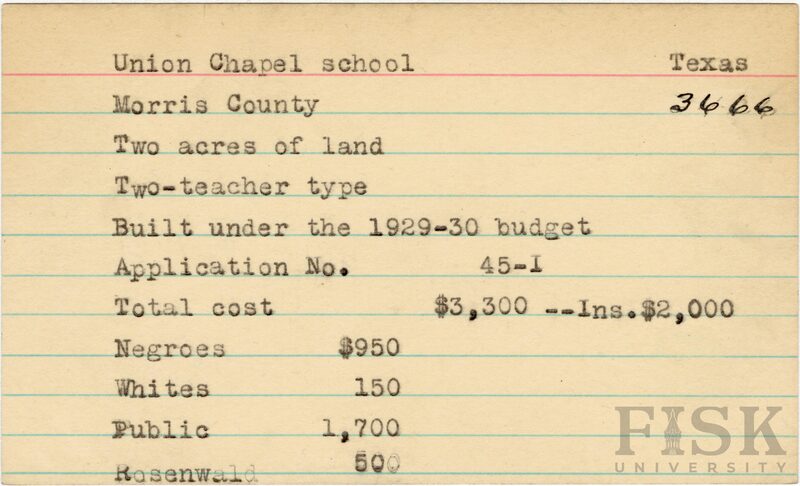 Union Chapel school Texas
Morris County 3666
Two acres of land
Two-teacher type
Built under the 1929-30 budget
Application No. 45-I
Total cost $3,300 --Ins.$2,000
Negroes $950
Whites 150
Public 1,700
Rosenwald 500
FISK
UNIVERSITY